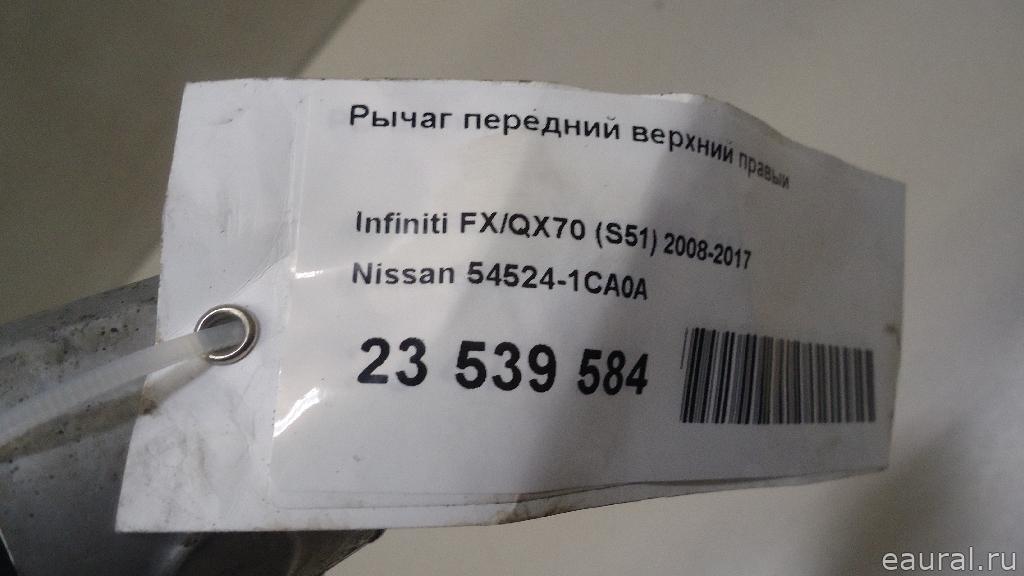 Рычаг передний верхний правый
Infiniti FX/QX70 (S51) 2008-2017
Nissan 54524-1CA0A
23 539 584
eaural.ru